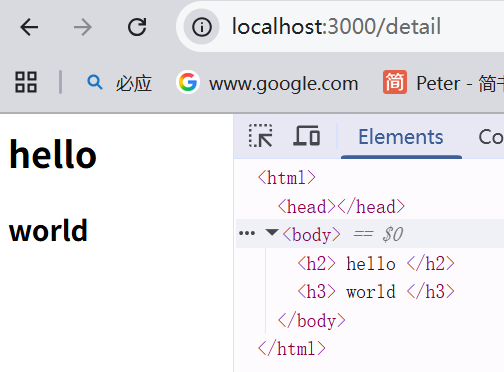 localhost:3000/detail
必应 www.google.com 简 Peter - 简
hello
world
Elements Co
<html>
<head></head>
··· <body> == $0
<h2> hello </h2>
<h3> world </h3>
</body>
</html>